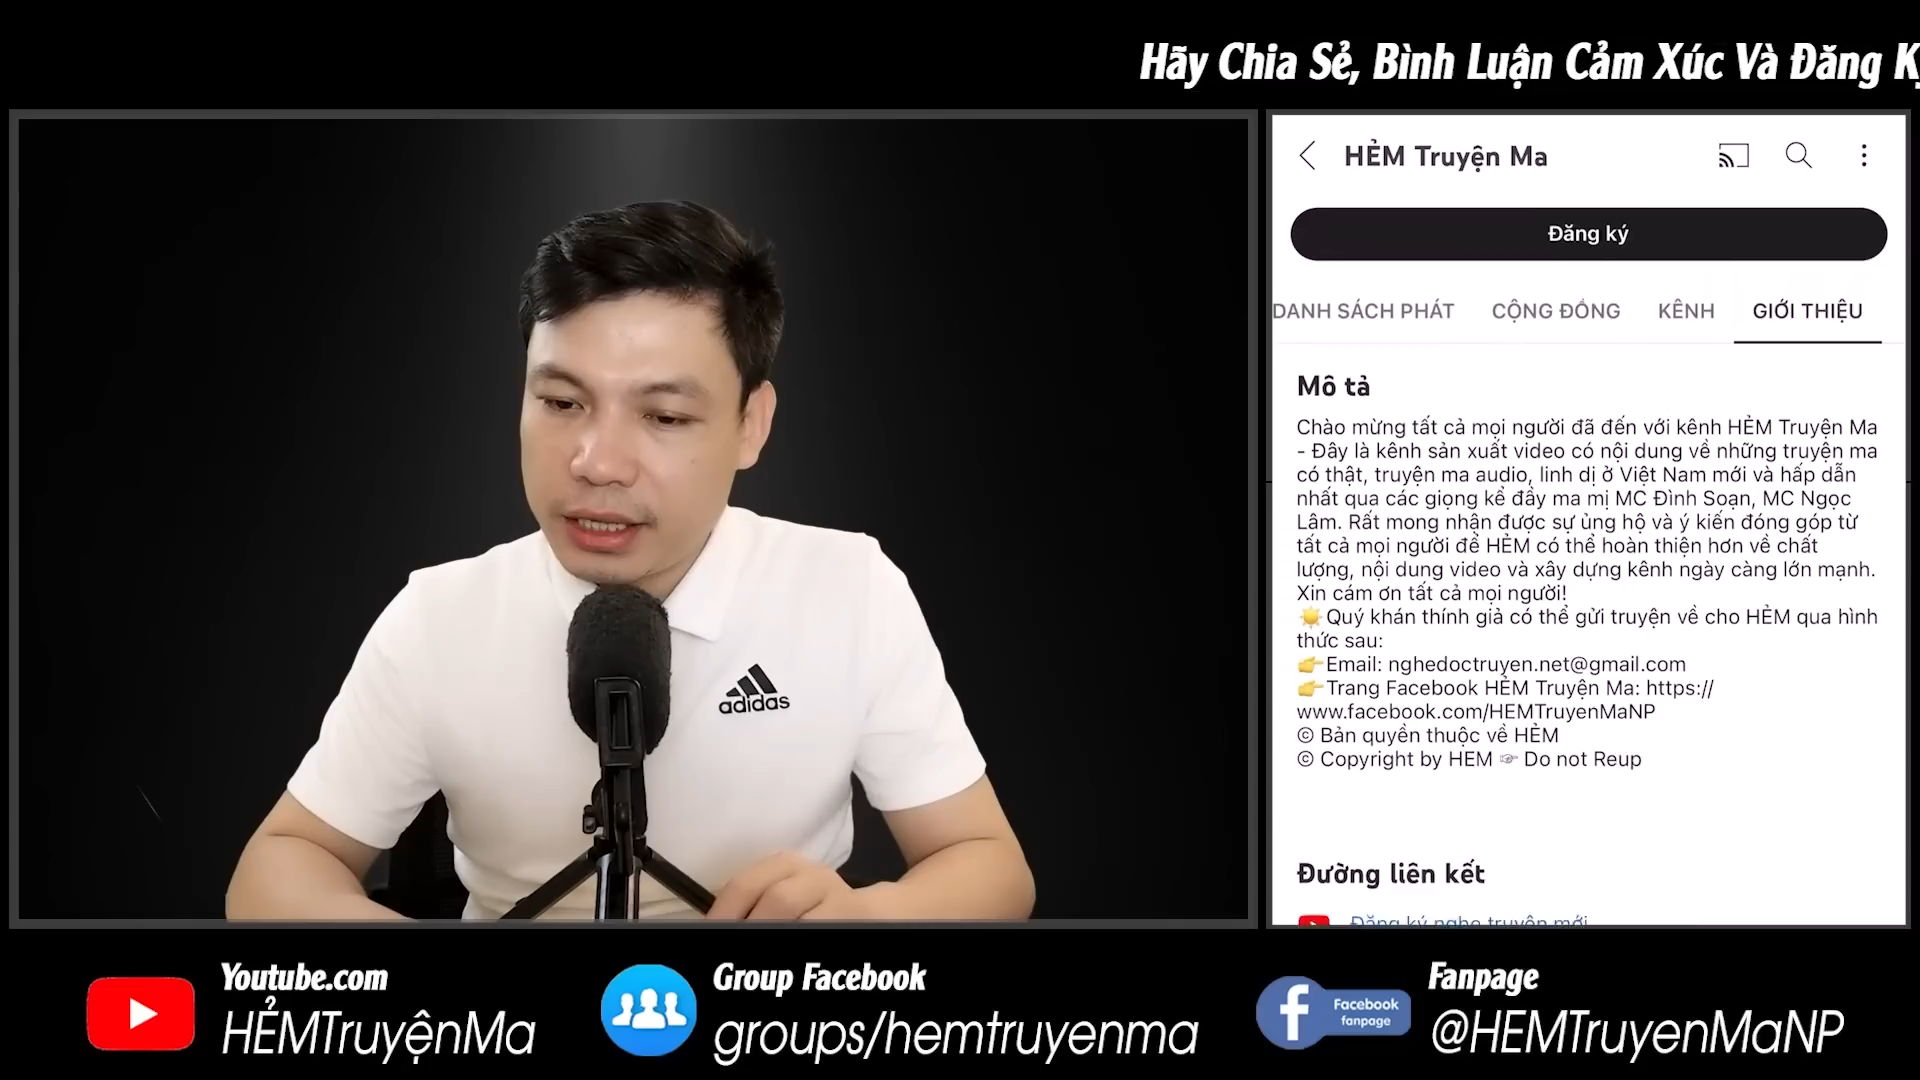 Hãy Chia Sẻ, Bình Luận Cảm Xúc Và Đăng
HẺM Truyện Ma
Đăng ký
DANH SÁCH PHÁT
CỘNG ĐỒNG
KÊNH
GIỚI THIỆU
Mô tả
Chào mừng tất cả mọi người đã đến với kênh HẺM Truyện Ma
- Đây là kênh sản xuất video có nội dung về những truyện ma
có thật, truyện ma audio, linh dị ở Việt Nam mới và hấp dẫn
nhất qua các giọng kể đầy ma mị MC Đình Soạn, MC Ngọc
Lâm. Rất mong nhận được sự ủng hộ và ý kiến đóng góp từ
tất cả mọi người để HẺM có thể hoàn thiện hơn về chất
lượng, nội dung video và xây dựng kênh ngày càng lớn mạnh.
Xin cám ơn tất cả mọi người!
☀️Quý khán thính giả có thể gửi truyện về cho HẺM qua hình
thức sau:
👉Email: nghedoctruyen.net@gmail.com
👉Trang Facebook HẺM Truyện Ma: https://
www.facebook.com/HEMTruyenMaNP
© Bản quyền thuộc về HẺM
© Copyright by HEM ☞ Do not Reup
Đường liên kết
Đăng ký nghe truyện mới
adidas
Youtube.com
HẺMTruyệnMa
Group Facebook
groups/hemtruyenma
Facebook
fanpage
Fanpage
@HEMTruyenMaNP